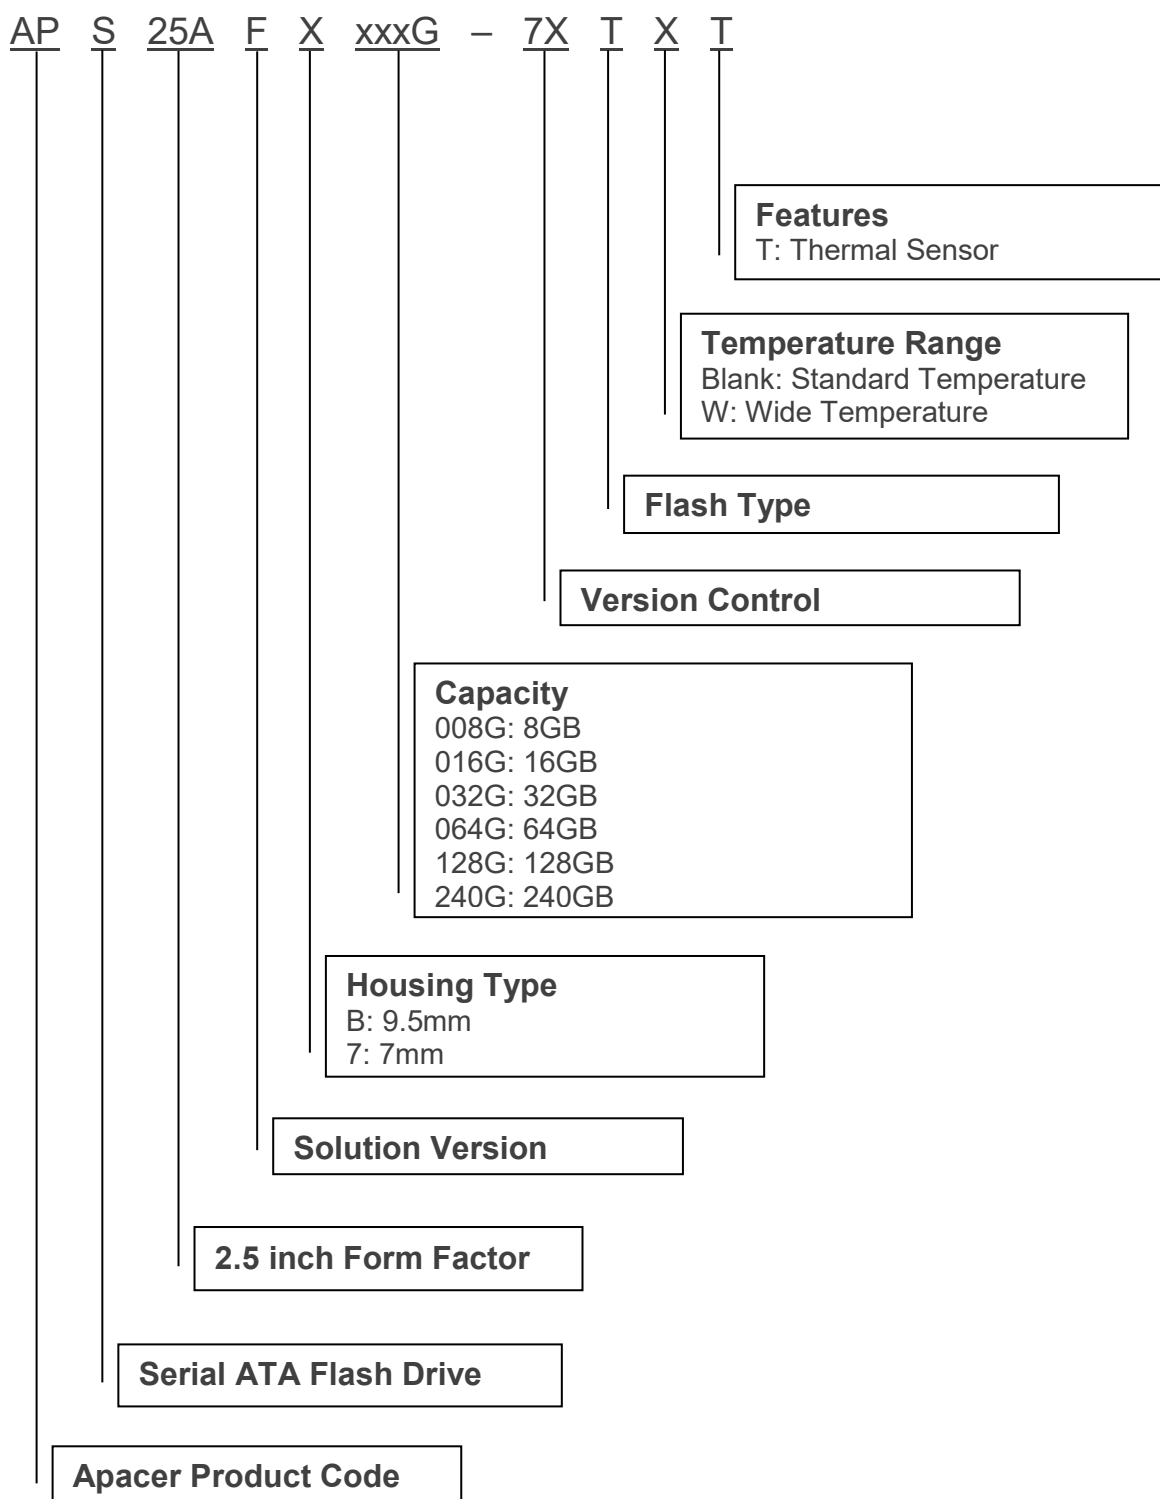 AP S 25A F X xxxG – 7X T X T
Features
T: Thermal Sensor
Temperature Range
Blank: Standard Temperature
W: Wide Temperature
Flash Type
Version Control
Capacity
008G: 8GB
016G: 16GB
032G: 32GB
064G: 64GB
128G: 128GB
240G: 240GB
Housing Type
B: 9.5mm
7: 7mm
Solution Version
2.5 inch Form Factor
Serial ATA Flash Drive
Apacer Product Code